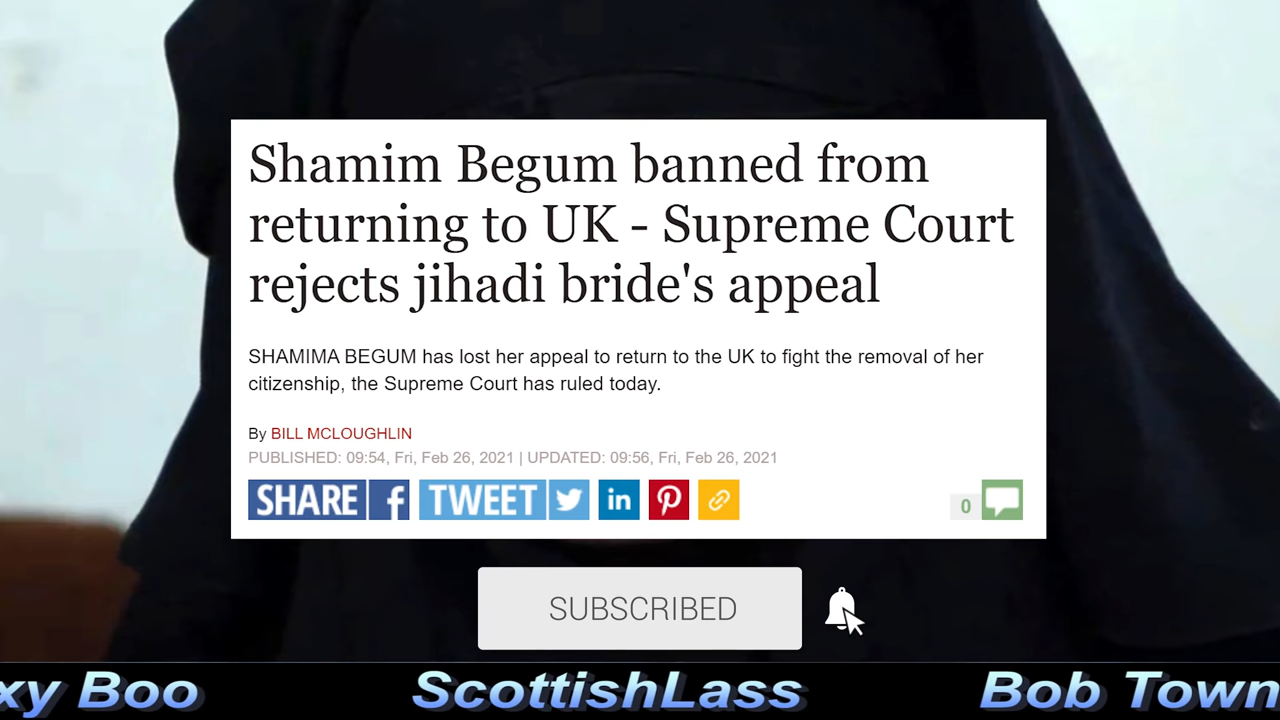 Shamim Begum banned from
returning to UK - Supreme Court
rejects jihadi bride's appeal
SHAMIMA BEGUM has lost her appeal to return to the UK to fight the removal of her
citizenship, the Supreme Court has ruled today.
By BILL MCLOUGHLIN
PUBLISHED: 09:54, Fri, Feb 26, 2021 | UPDATED: 09:56, Fri, Feb 26, 2021
SHARE f TWEET in 0
SUBSCRIBED
xy Boo ScottishLass Bob Town